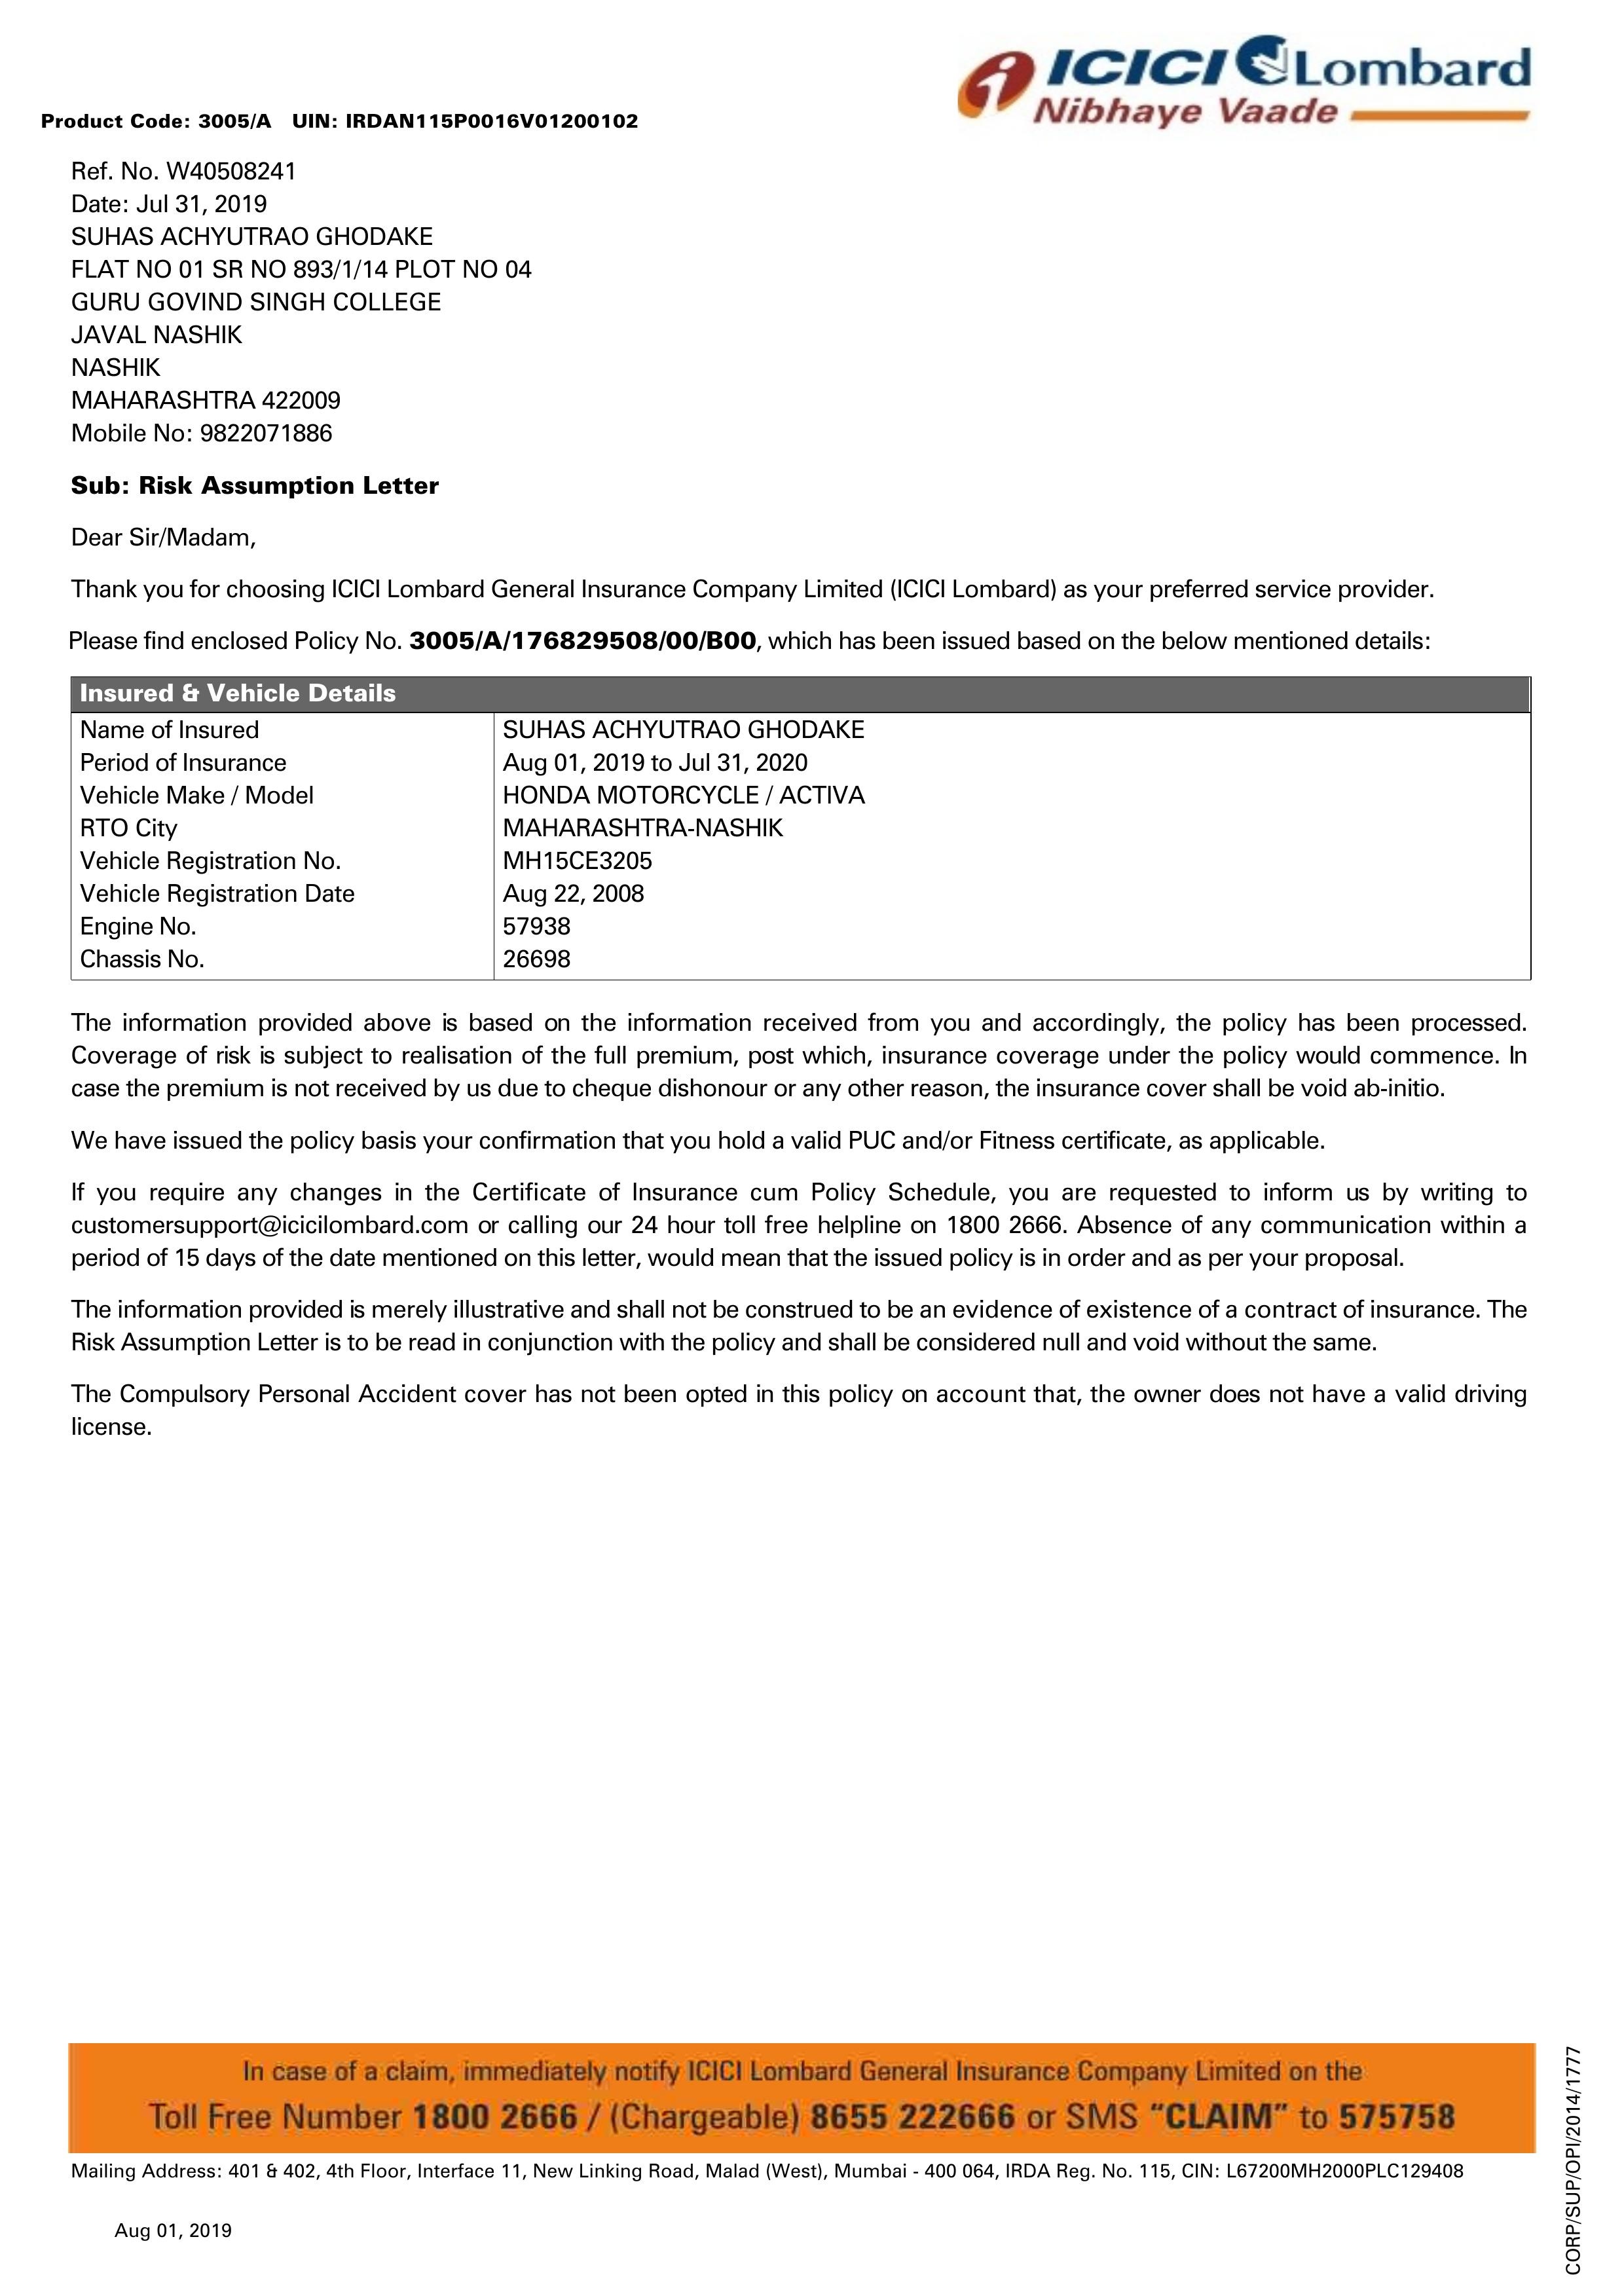 ICICI Lombard
Nibhaye Vaade
Product Code: 3005/A UIN: IRDAN115P0016V01200102
Ref. No. W40508241
Date: Jul 31, 2019
SUHAS ACHYUTRAO GHODAKE
FLAT NO 01 SR NO 893/1/14 PLOT NO 04
GURU GOVIND SINGH COLLEGE
JAVAL NASHIK
NASHIK
MAHARASHTRA 422009
Mobile No: 9822071886
Sub: Risk Assumption Letter
Dear Sir/Madam,
Thank you for choosing ICICI Lombard General Insurance Company Limited (ICICI Lombard) as your preferred service provider.
Please find enclosed Policy No. 3005/A/176829508/00/B00, which has been issued based on the below mentioned details:
Insured & Vehicle Details
Name of Insured SUHAS ACHYUTRAO GHODAKE
Period of Insurance Aug 01, 2019 to Jul 31, 2020
Vehicle Make / Model HONDA MOTORCYCLE / ACTIVA
RTO City MAHARASHTRA-NASHIK
Vehicle Registration No. MH15CE3205
Vehicle Registration Date Aug 22, 2008
Engine No. 57938
Chassis No. 26698
The information provided above is based on the information received from you and accordingly, the policy has been processed.
Coverage of risk is subject to realisation of the full premium, post which, insurance coverage under the policy would commence. In
case the premium is not received by us due to cheque dishonour or any other reason, the insurance cover shall be void ab-initio.
We have issued the policy basis your confirmation that you hold a valid PUC and/or Fitness certificate, as applicable.
If you require any changes in the Certificate of Insurance cum Policy Schedule, you are requested to inform us by writing to
customersupport@icicilombard.com or calling our 24 hour toll free helpline on 1800 2666. Absence of any communication within a
period of 15 days of the date mentioned on this letter, would mean that the issued policy is in order and as per your proposal.
The information provided is merely illustrative and shall not be construed to be an evidence of existence of a contract of insurance. The
Risk Assumption Letter is to be read in conjunction with the policy and shall be considered null and void without the same.
The Compulsory Personal Accident cover has not been opted in this policy on account that, the owner does not have a valid driving
license.
In case of a claim, immediately notify ICICI Lombard General Insurance Company Limited on the
Toll Free Number 1800 2666 / (Chargeable) 8655 222666 or SMS “CLAIM” to 575758
Mailing Address: 401 & 402, 4th Floor, Interface 11, New Linking Road, Malad (West), Mumbai - 400 064, IRDA Reg. No. 115, CIN: L67200MH2000PLC129408
Aug 01, 2019
CORP/SUP/OPI/2014/1777